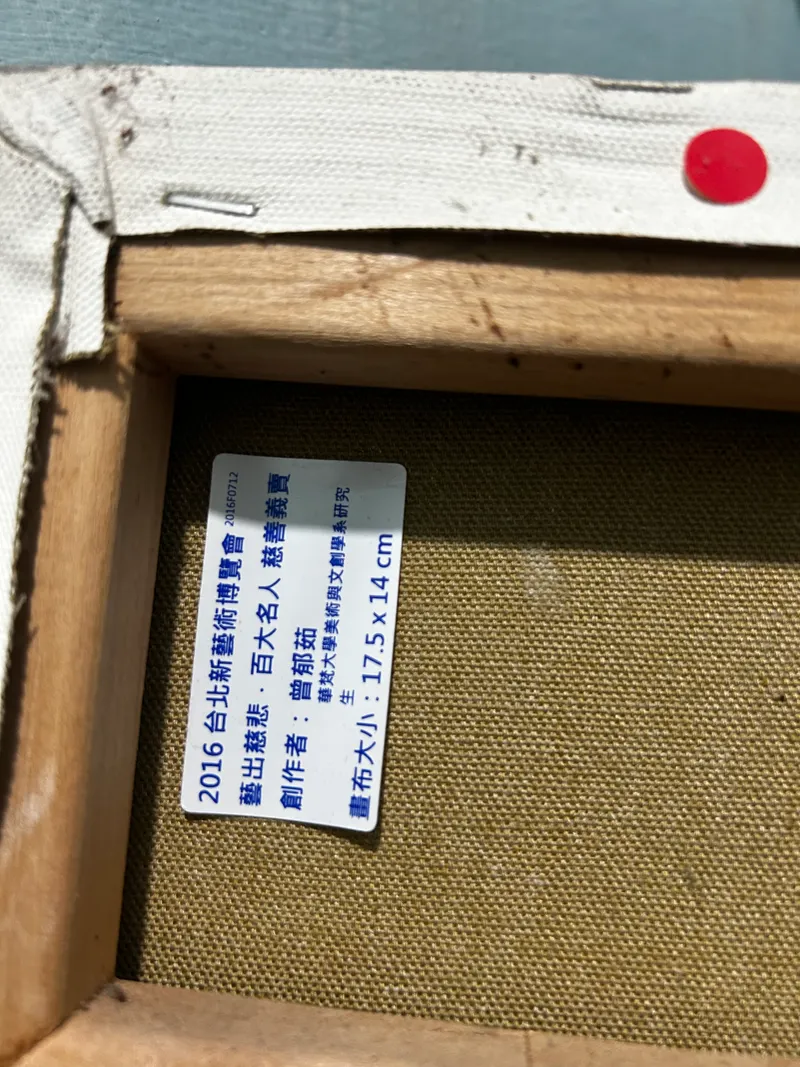 2016 台北新藝術博覽會 2016F0712
藝出慈悲．百大名人 慈善義賣
創作者：曾郁茹
華梵大學美術與文創學系研究
生
畫布大小：17.5 x 14 cm